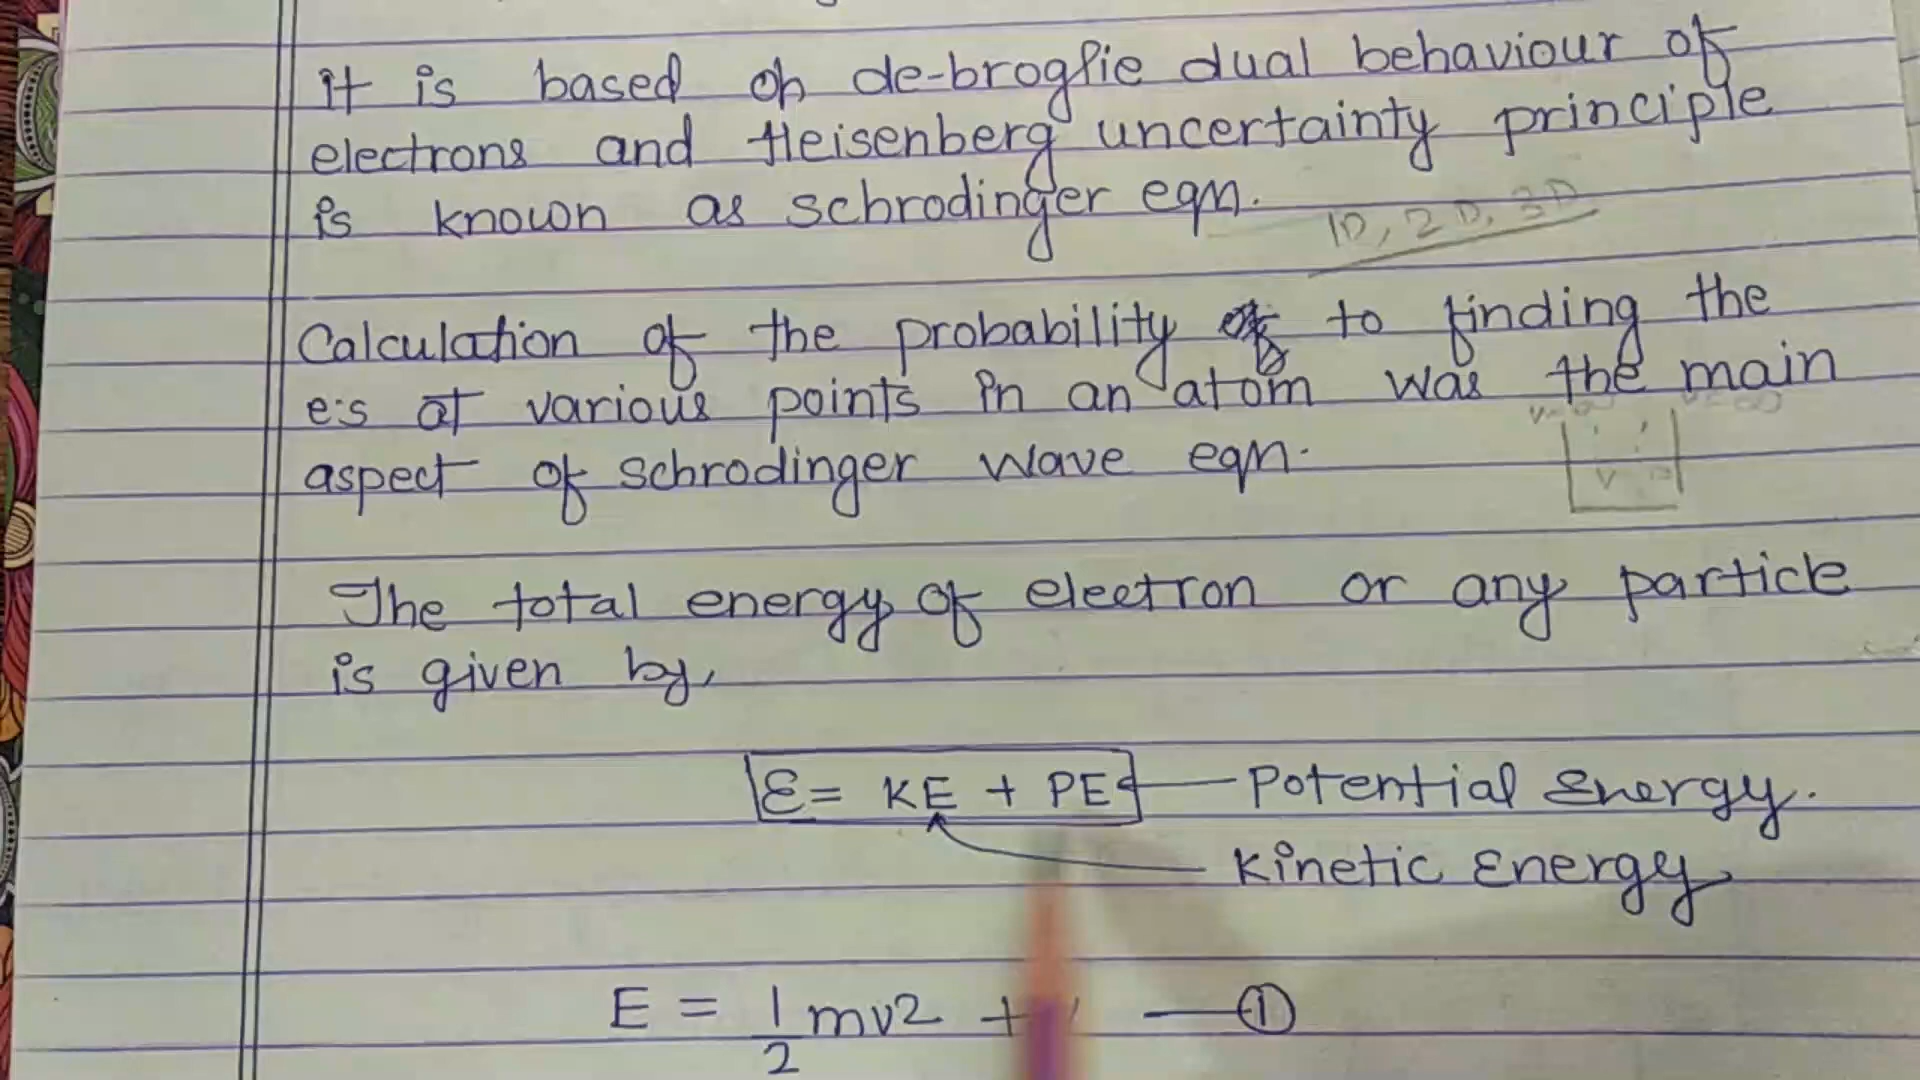 it is based on de-broglie dual behaviour of
electrons and Heisenberg uncertainty principle
is known as schrodinger eqn.
1D, 2D, 3D
Calculation of the probability to finding the
e's at various points in an atom was the main
aspect of schrodinger wave eqn.
V
The total energy of electron or any particle
is given by,
E = KE + PE — Potential Energy.
Kinetic Energy
E = 1/2 mv2 + — ①